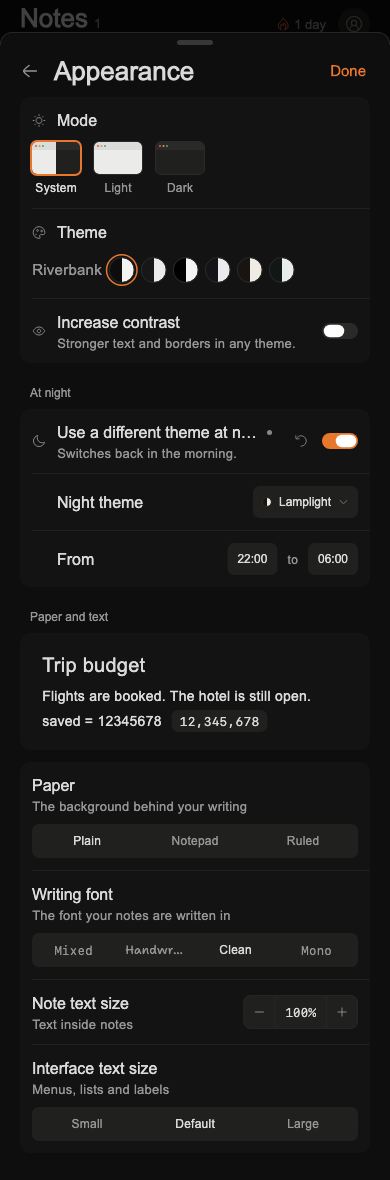 Notes 1
1 day
Appearance
Done
Mode
System
Light
Dark
Theme
Riverbank
Increase contrast
Stronger text and borders in any theme.
At night
Use a different theme at n…
Switches back in the morning.
Night theme
Lamplight
From
22:00
to
06:00
Paper and text
Trip budget
Flights are booked. The hotel is still open.
saved = 12345678 12,345,678
Paper
The background behind your writing
Plain
Notepad
Ruled
Writing font
The font your notes are written in
Mixed
Handwr…
Clean
Mono
Note text size
Text inside notes
− 100% +
Interface text size
Menus, lists and labels
Small
Default
Large